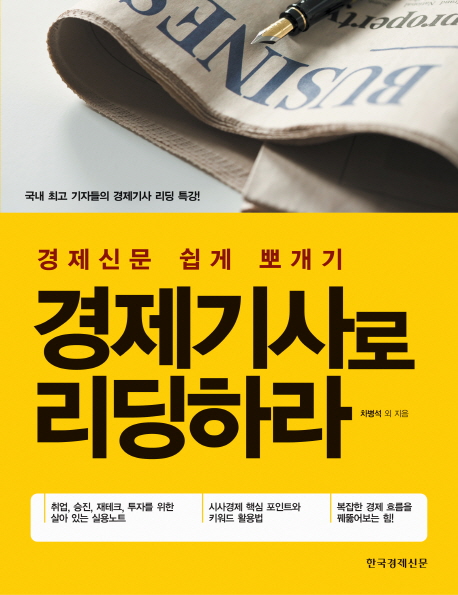 property
BUSINESS
국내 최고 기자들의 경제기사 리딩 특강!
경제신문 쉽게 뽀개기
경제기사로
리딩하라
차병석 외 지음
취업, 승진, 재테크, 투자를 위한
살아 있는 실용노트
시사경제 핵심 포인트와
키워드 활용법
복잡한 경제 흐름을
꿰뚫어보는 힘!
한국경제신문